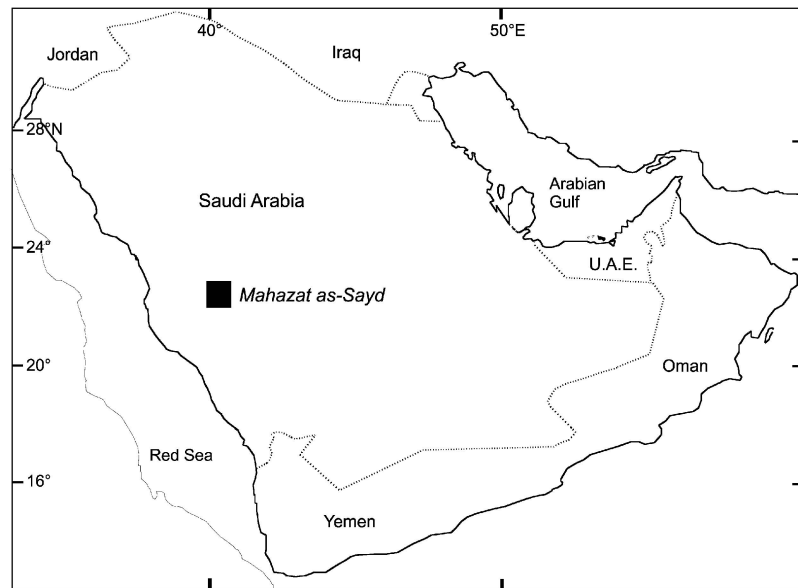 40°
50°E
Jordan
Iraq
28°N
Saudi Arabia
Arabian
Gulf
24°
U.A.E.
Mahazat as-Sayd
20°
Oman
Red Sea
16°
Yemen